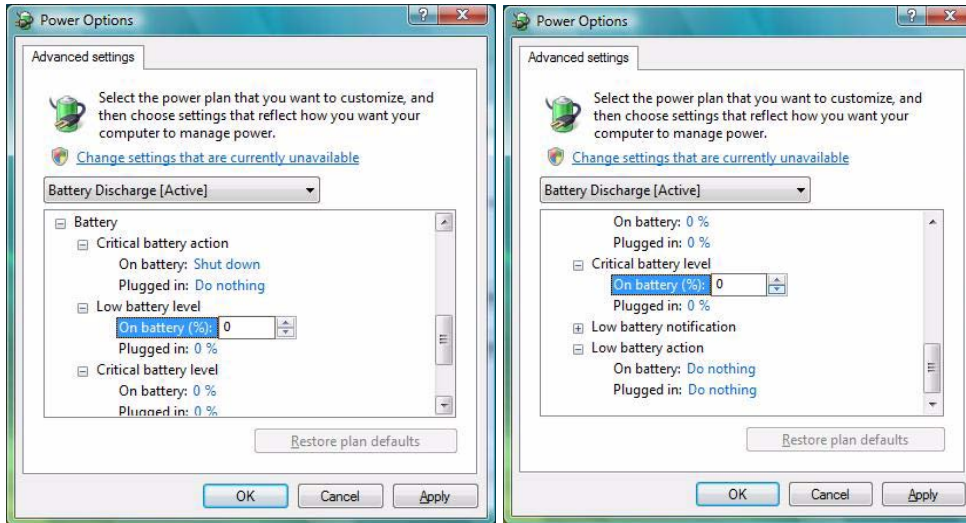 Power Options
Advanced settings
Select the power plan that you want to customize, and
then choose settings that reflect how you want your
computer to manage power.
Change settings that are currently unavailable
Battery Discharge [Active]
Battery
Critical battery action
On battery: Shut down
Plugged in: Do nothing
Low battery level
On battery (%): 0
Plugged in: 0 %
Critical battery level
On battery: 0 %
Plugged in: 0 %
Restore plan defaults
OK Cancel Apply
Power Options
Advanced settings
Select the power plan that you want to customize, and
then choose settings that reflect how you want your
computer to manage power.
Change settings that are currently unavailable
Battery Discharge [Active]
On battery: 0 %
Plugged in: 0 %
Critical battery level
On battery (%): 0
Plugged in: 0 %
Low battery notification
Low battery action
On battery: Do nothing
Plugged in: Do nothing
Restore plan defaults
OK Cancel Apply